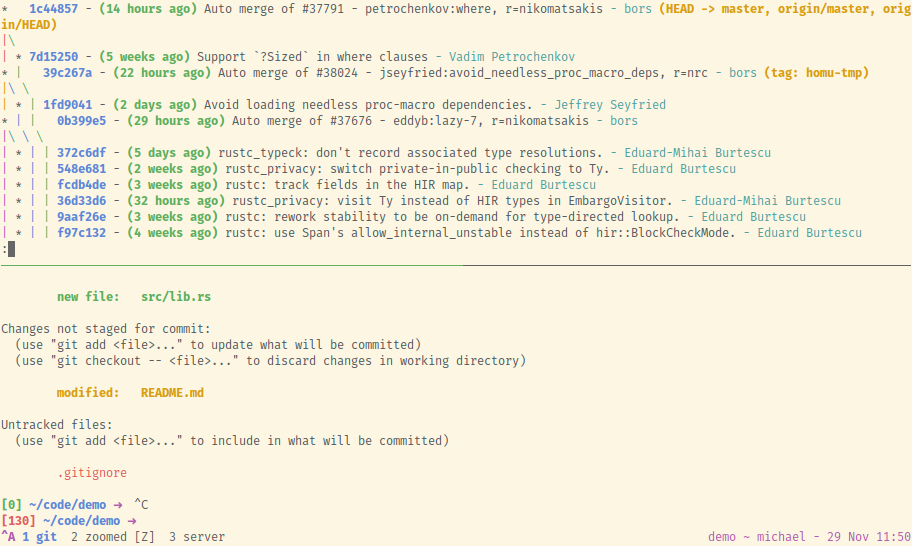 *   1c44857 - (14 hours ago) Auto merge of #37791 - petrochenkov:where, r=nikomatsakis - bors (HEAD -> master, origin/master, orig
in/HEAD)
|\
| * 7d15250 - (5 weeks ago) Support `?Sized` in where clauses - Vadim Petrochenkov
* |   39c267a - (22 hours ago) Auto merge of #38024 - jseyfried:avoid_needless_proc_macro_deps, r=nrc - bors (tag: homu-tmp)
|\ \
| * | 1fd9041 - (2 days ago) Avoid loading needless proc-macro dependencies. - Jeffrey Seyfried
* | |   0b399e5 - (29 hours ago) Auto merge of #37676 - eddyb:lazy-7, r=nikomatsakis - bors
|\ \ \
| * | | 372c6df - (5 days ago) rustc_typeck: don't record associated type resolutions. - Eduard-Mihai Burtescu
| * | | 548e681 - (2 weeks ago) rustc_privacy: switch private-in-public checking to Ty. - Eduard Burtescu
| * | | fcdb4de - (3 weeks ago) rustc: track fields in the HIR map. - Eduard Burtescu
| * | | 36d33d6 - (32 hours ago) rustc_privacy: visit Ty instead of HIR types in EmbargoVisitor. - Eduard-Mihai Burtescu
| * | | 9aaf26e - (3 weeks ago) rustc: rework stability to be on-demand for type-directed lookup. - Eduard Burtescu
| * | | f97c132 - (4 weeks ago) rustc: use Span's allow_internal_unstable instead of hir::BlockCheckMode. - Eduard Burtescu
:
        new file:   src/lib.rs
Changes not staged for commit:
  (use "git add <file>..." to update what will be committed)
  (use "git checkout -- <file>..." to discard changes in working directory)
        modified:   README.md
Untracked files:
  (use "git add <file>..." to include in what will be committed)
        .gitignore
[0] ~/code/demo ➜  ^C
[130] ~/code/demo ➜
^A 1 git  2 zoomed [Z]  3 server demo ~ michael - 29 Nov 11:50